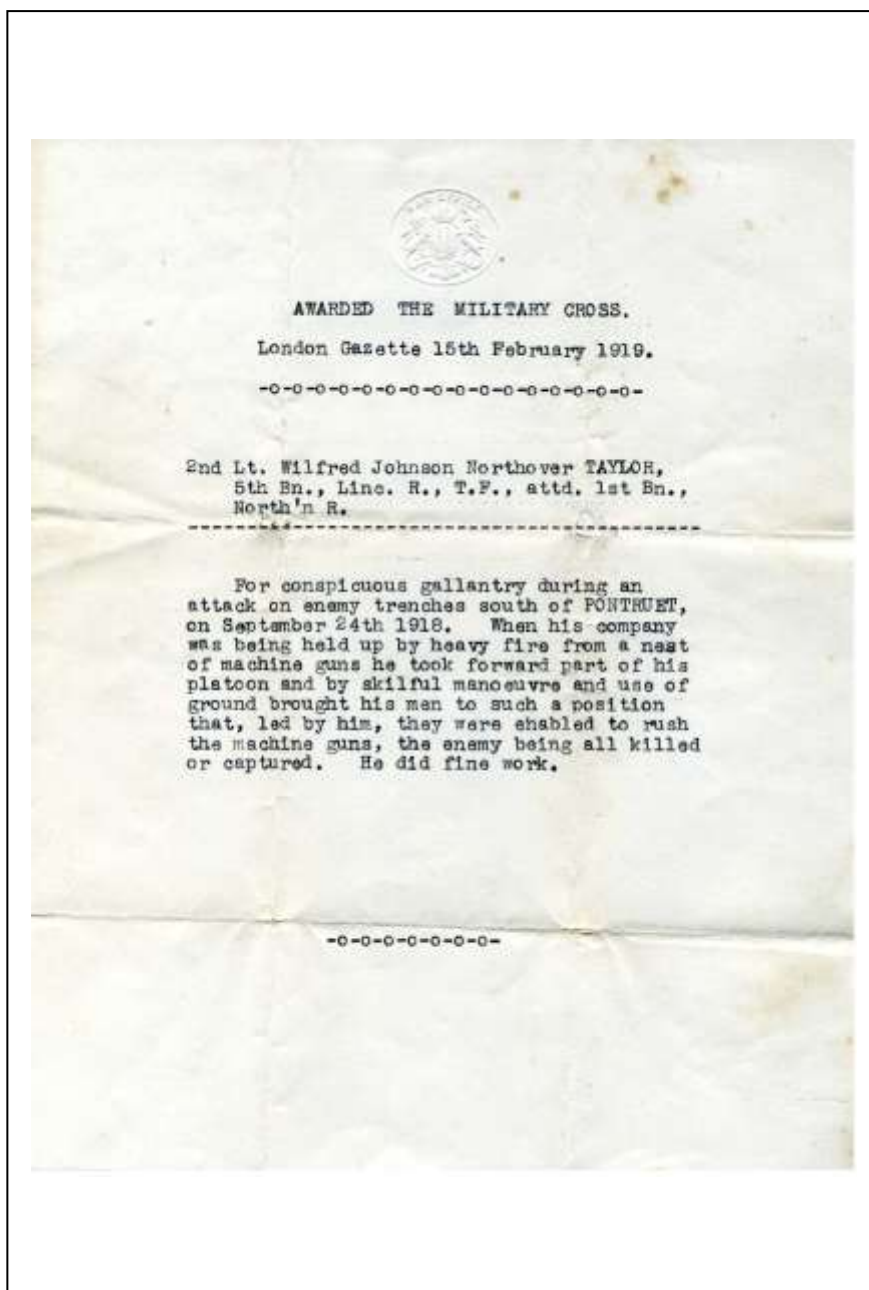 AWARDED THE MILITARY CROSS.
London Gazette 15th February 1919.
-o-o-o-o-o-o-o-o-o-o-o-o-o-o-o-o-
2nd Lt. Wilfred Johnson Northover TAYLOR,
5th Bn., Linc. R., T.F., attd. 1st Bn.,
North'n R.
For conspicuous gallantry during an
attack on enemy trenches south of PONTRUET,
on September 24th 1918. When his company
was being held up by heavy fire from a nest
of machine guns he took forward part of his
platoon and by skilful manoeuvre and use of
ground brought his men to such a position
that, led by him, they were ehabled to rush
the machine guns, the enemy being all killed
or captured. He did fine work.
-o-o-o-o-o-o-o-